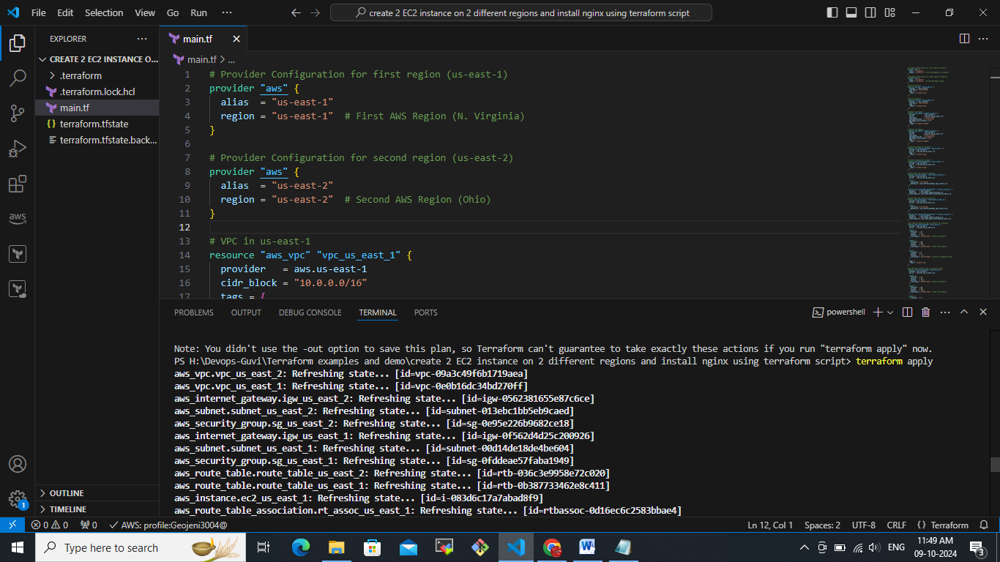 File Edit Selection View Go Run ···
create 2 EC2 instance on 2 different regions and install nginx using terraform script
EXPLORER ···
CREATE 2 EC2 INSTANCE O...
.terraform
.terraform.lock.hcl
main.tf
terraform.tfstate
terraform.tfstate.back...
OUTLINE
TIMELINE
aws
1
main.tf
main.tf > ...
1 # Provider Configuration for first region (us-east-1)
2 provider "aws" {
3 alias = "us-east-1"
4 region = "us-east-1" # First AWS Region (N. Virginia)
5 }
6
7 # Provider Configuration for second region (us-east-2)
8 provider "aws" {
9 alias = "us-east-2"
10 region = "us-east-2" # Second AWS Region (Ohio)
11 }
12
13 # VPC in us-east-1
14 resource "aws_vpc" "vpc_us_east_1" {
15 provider = aws.us-east-1
16 cidr_block = "10.0.0.0/16"
17 tags = {
PROBLEMS OUTPUT DEBUG CONSOLE TERMINAL PORTS
powershell
Note: You didn't use the -out option to save this plan, so Terraform can't guarantee to take exactly these actions if you run "terraform apply" now.
PS H:\Devops-Guvi\Terraform examples and demo\create 2 EC2 instance on 2 different regions and install nginx using terraform script> terraform apply
aws_vpc.vpc_us_east_2: Refreshing state... [id=vpc-09a3c49f6b1719aea]
aws_vpc.vpc_us_east_1: Refreshing state... [id=vpc-0e0b16dc34bd270ff]
aws_internet_gateway.igw_us_east_2: Refreshing state... [id=igw-0562381655e87c6ce]
aws_subnet.subnet_us_east_2: Refreshing state... [id=subnet-013ebc1bb5eb9caed]
aws_security_group.sg_us_east_2: Refreshing state... [id=sg-0e95e226b9682ce18]
aws_internet_gateway.igw_us_east_1: Refreshing state... [id=igw-0f562d4d25c200926]
aws_subnet.subnet_us_east_1: Refreshing state... [id=subnet-00d14de18de4be604]
aws_security_group.sg_us_east_1: Refreshing state... [id=sg-0fddeae57faba1949]
aws_route_table.route_table_us_east_2: Refreshing state... [id=rtb-036c3e9958e72c020]
aws_route_table.route_table_us_east_1: Refreshing state... [id=rtb-0b387733462e8c411]
aws_instance.ec2_us_east_1: Refreshing state... [id=i-083d6c17a7abad8f9]
aws_route_table_association.rt_assoc_us_east_1: Refreshing state... [id=rtbassoc-0d16ec6c2583bbae4]
0 0 0 AWS: profile:Geojeni3004@ Ln 12, Col 1 Spaces: 2 UTF-8 CRLF {} Terraform
Type here to search
ENG
11:49 AM
09-10-2024
3